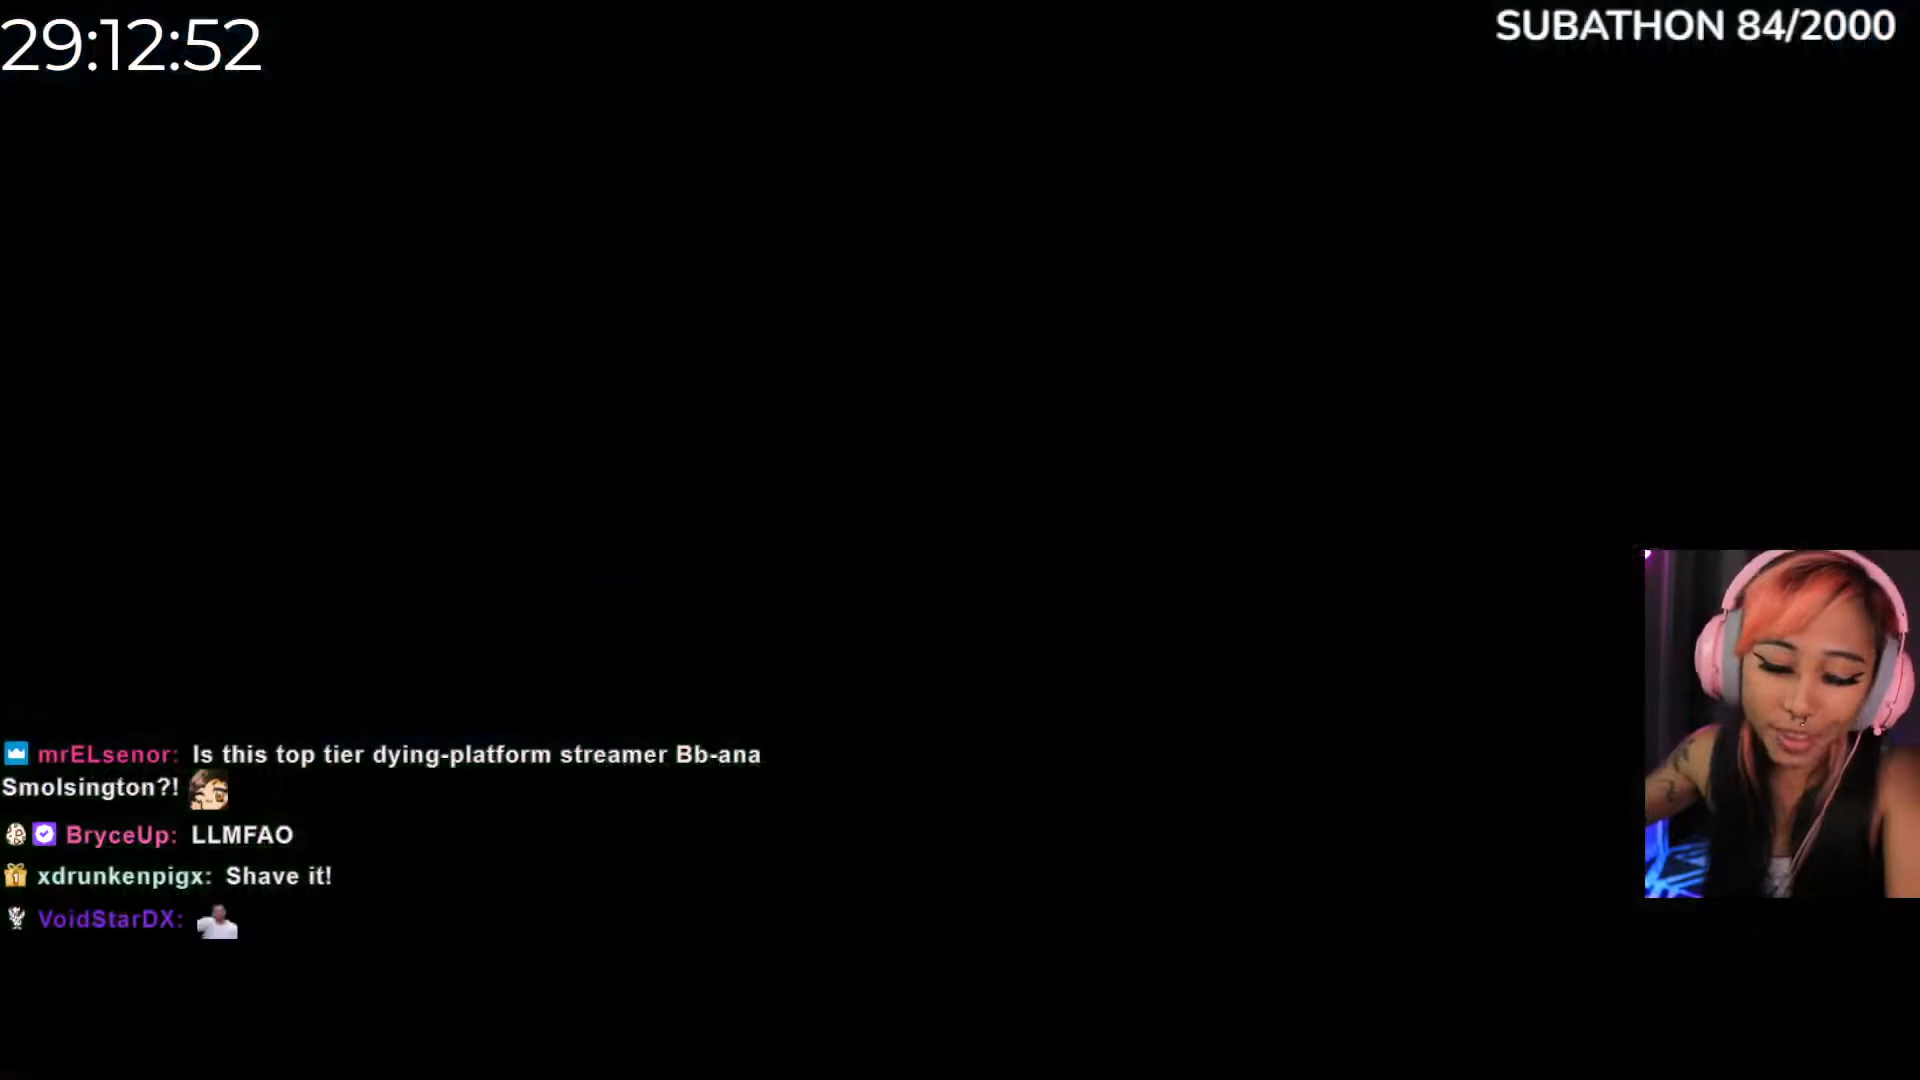 29:12:52
SUBATHON 84/2000
mrELsenor: Is this top tier dying-platform streamer Bb-ana
Smolsington?!
BryceUp: LLMFAO
xdrunkenpigx: Shave it!
VoidStarDX: